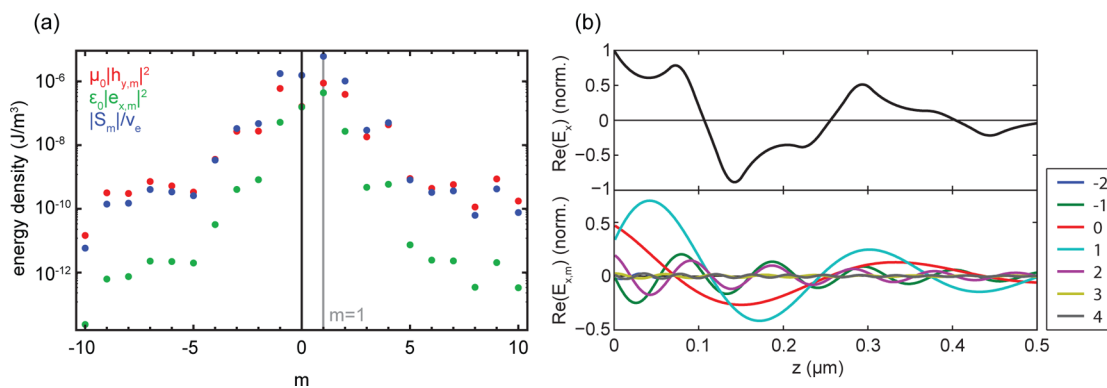 (a)
energy density (J/m³)
10⁻⁶
10⁻⁸
10⁻¹⁰
10⁻¹²
μ₀|h_y,m|²
ε₀|e_x,m|²
|S_m|/v_e
m=1
-10
-5
0
5
10
m
(b)
Re(E_x) (norm.)
1
0.5
0
−0.5
−1
Re(E_x,m) (norm.)
0.5
0
−0.5
0
0.1
0.2
0.3
0.4
0.5
z (μm)
-2
-1
0
1
2
3
4